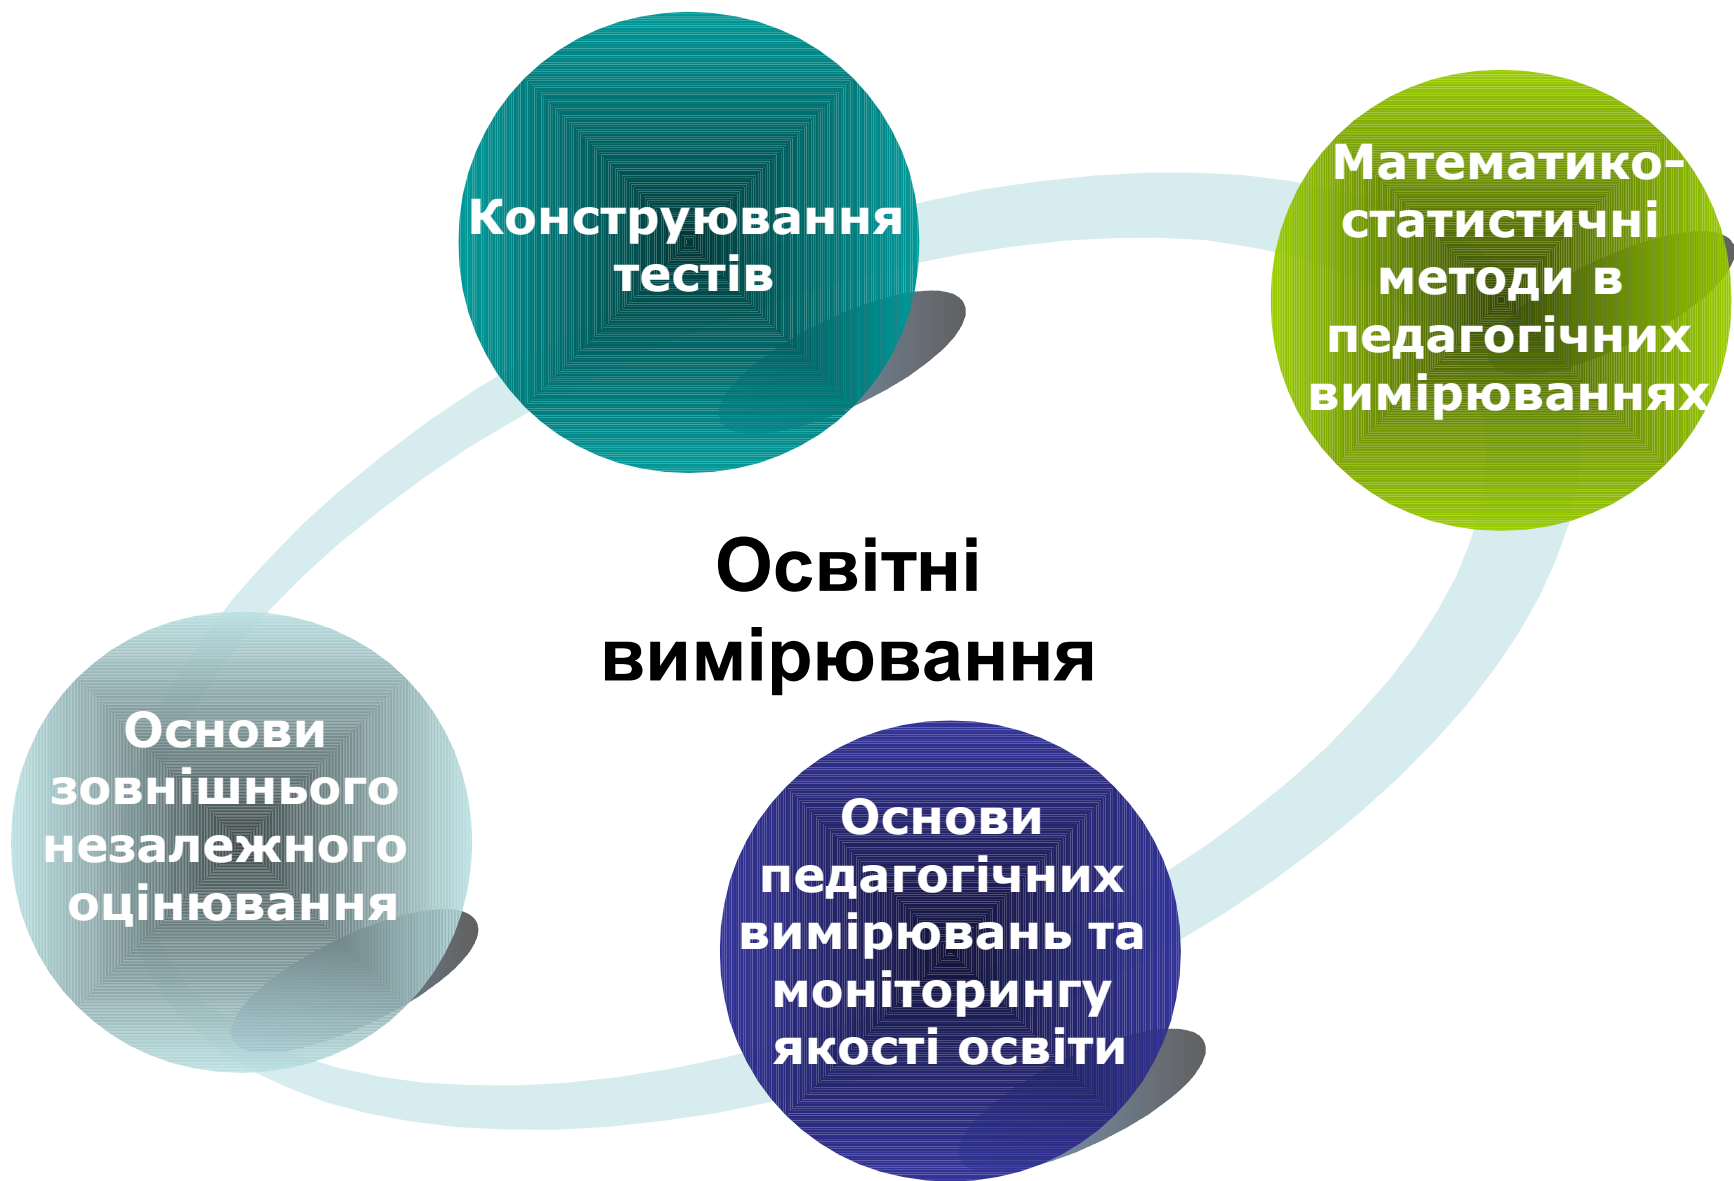 Конструювання
тестів
Математико-
статистичні
методи в
педагогічних
вимірюваннях
Освітні
вимірювання
Основи
зовнішнього
незалежного
оцінювання
Основи
педагогічних
вимірювань та
моніторингу
якості освіти